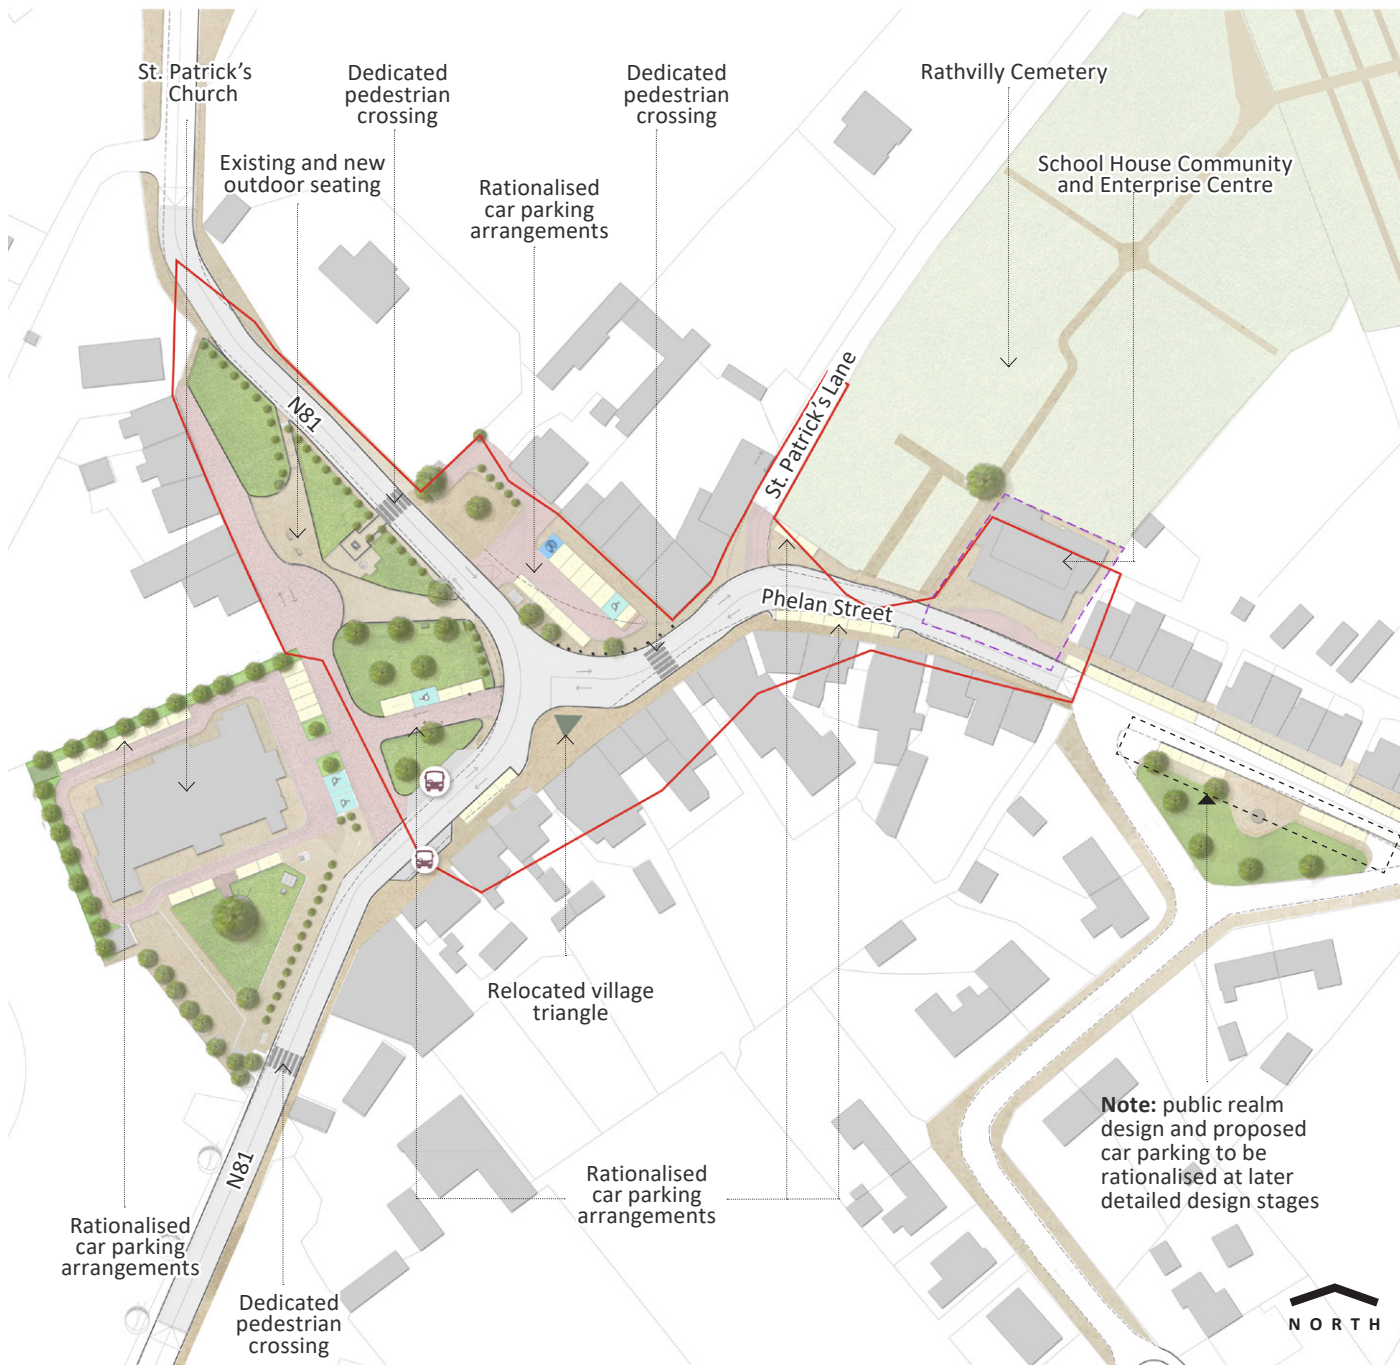 St. Patrick's
Church
Dedicated
pedestrian
crossing
Dedicated
pedestrian
crossing
Rathvilly Cemetery
Existing and new
outdoor seating
Rationalised
car parking
arrangements
School House Community
and Enterprise Centre
N81
St. Patrick's Lane
Phelan Street
Relocated village
triangle
Note: public realm
design and proposed
car parking to be
rationalised at later
detailed design stages
N81
Rationalised
car parking
arrangements
Rationalised
car parking
arrangements
Dedicated
pedestrian
crossing
NORTH